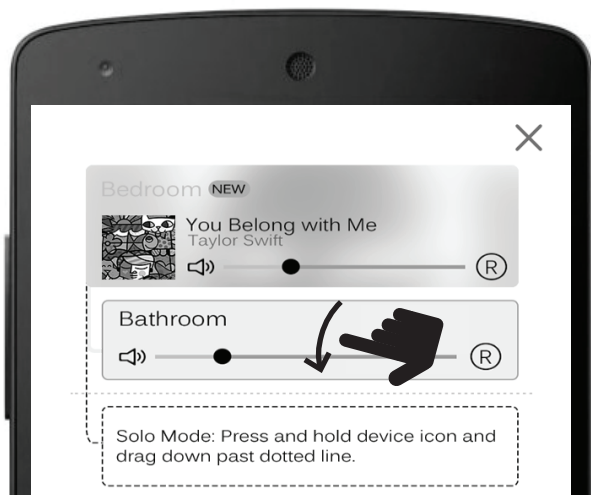 Bedroom NEW
You Belong with Me
Taylor Swift
R
Bathroom
R
Solo Mode: Press and hold device icon and
drag down past dotted line.